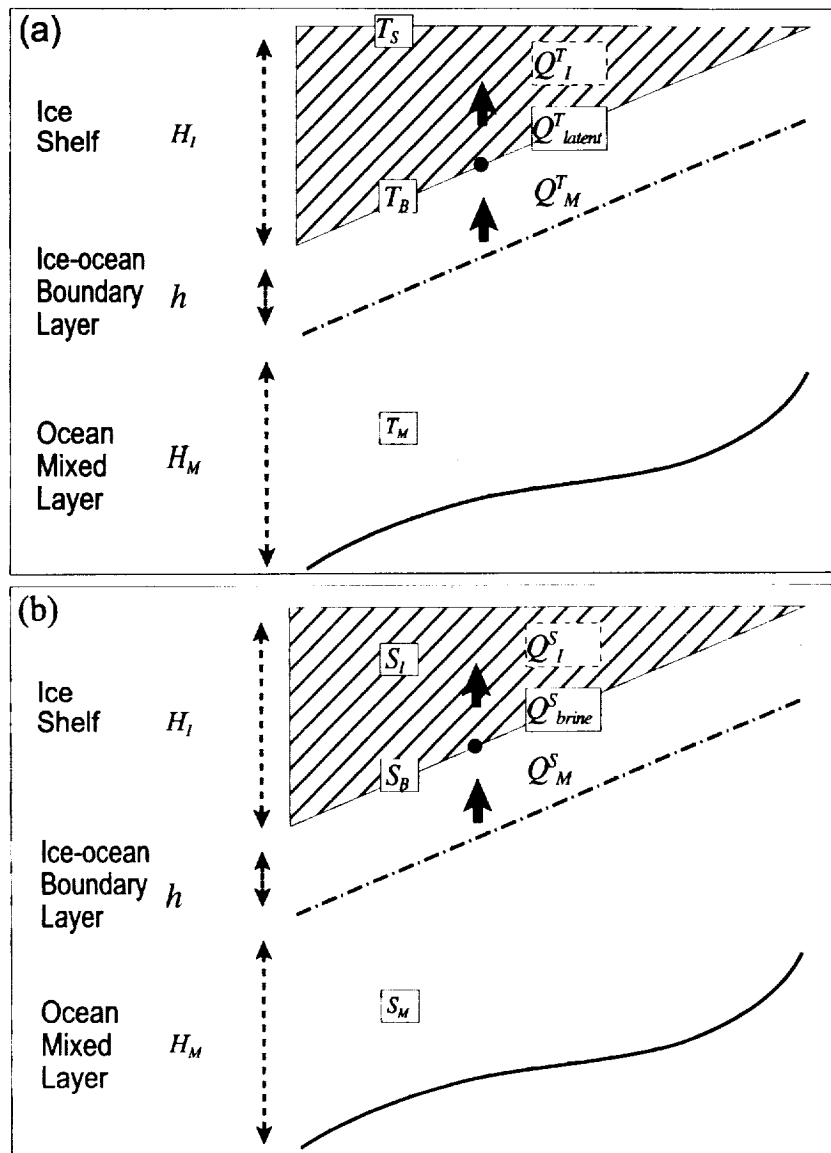 (a)
T_S
Q^T_I
Ice
Shelf
H_I
Q^T_latent
T_B
Q^T_M
Ice-ocean
Boundary
Layer
h
T_M
Ocean
Mixed
Layer
H_M
(b)
Q^S_I
S_I
Ice
Shelf
H_I
Q^S_brine
S_B
Q^S_M
Ice-ocean
Boundary
Layer
h
S_M
Ocean
Mixed
Layer
H_M